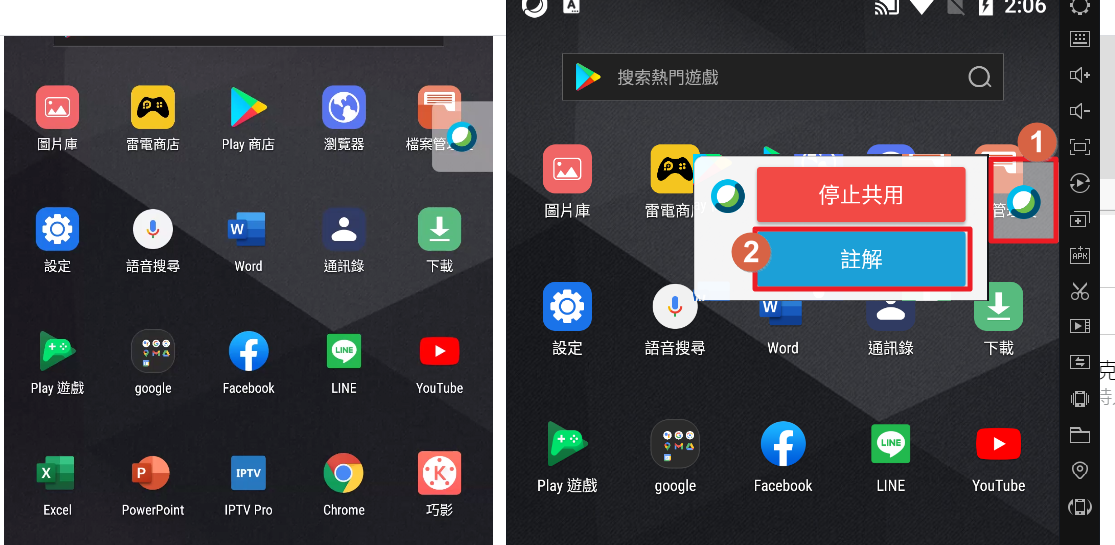 圖片庫 雷電商店 Play 商店 瀏覽器 檔案管
設定 語音搜尋 Word 通訊錄 下載
Play 遊戲 google Facebook LINE YouTube
Excel PowerPoint IPTV Pro Chrome 巧影
IPTV
A
2:06
搜索熱門遊戲
1
圖片庫 雷電商 管
停止共用
2
註解
設定 語音搜尋 Word 通訊錄 下載
Play 遊戲 google Facebook LINE YouTube
APK
克